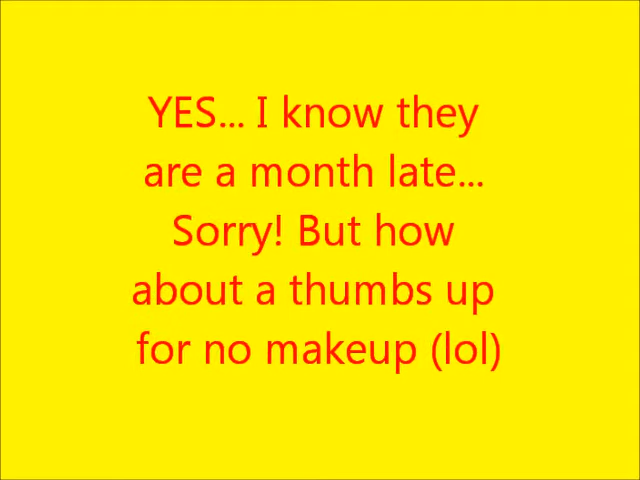 YES... I know they
are a month late...
Sorry! But how
about a thumbs up
for no makeup (lol)